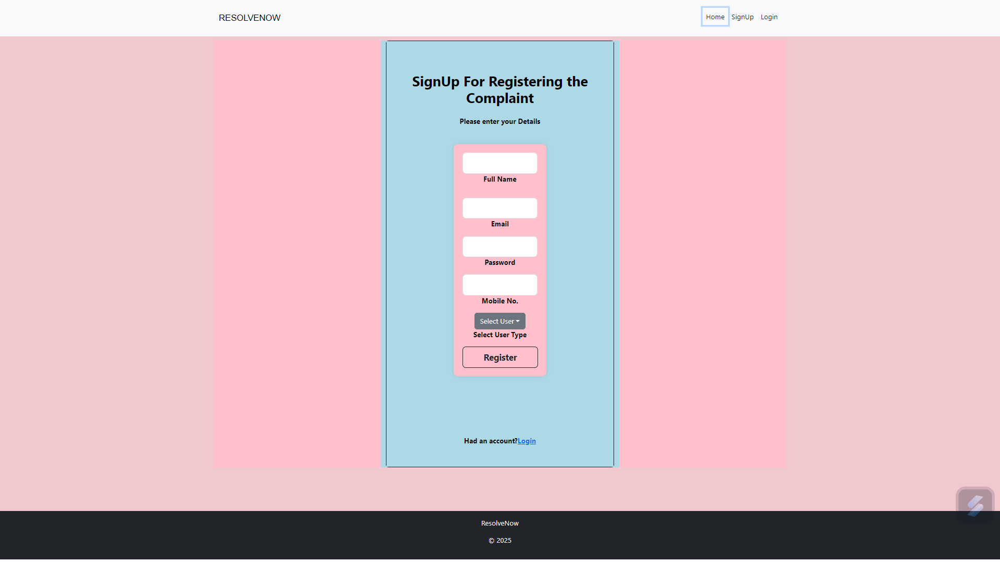 RESOLVENOW
Home SignUp Login
SignUp For Registering the
Complaint
Please enter your Details
Full Name
Email
Password
Mobile No.
Select User
Select User Type
Register
Had an account?Login
ResolveNow
© 2025